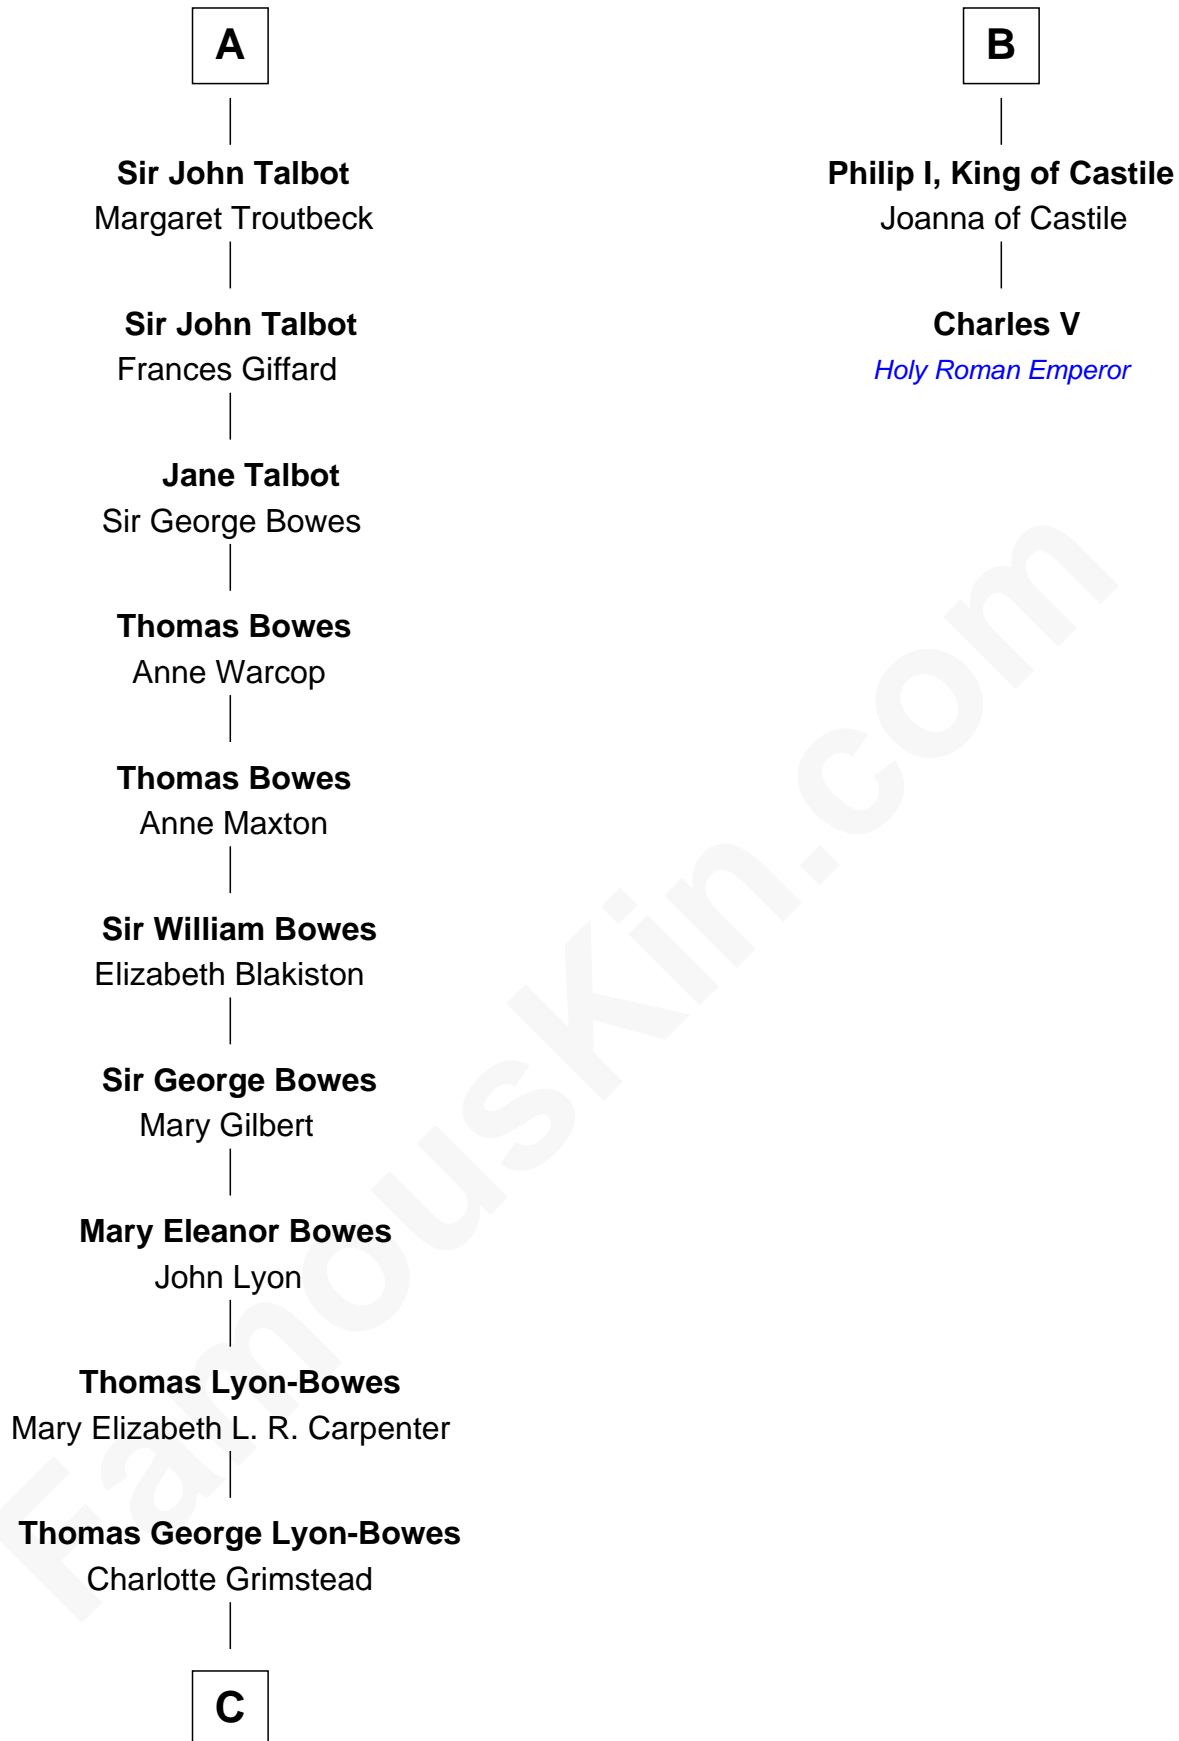 A
Sir John Talbot
Margaret Troutbeck
Sir John Talbot
Frances Giffard
Jane Talbot
Sir George Bowes
Thomas Bowes
Anne Warcop
Thomas Bowes
Anne Maxton
Sir William Bowes
Elizabeth Blakiston
Sir George Bowes
Mary Gilbert
Mary Eleanor Bowes
John Lyon
Thomas Lyon-Bowes
Mary Elizabeth L. R. Carpenter
Thomas George Lyon-Bowes
Charlotte Grimstead
C
B
Philip I, King of Castile
Joanna of Castile
Charles V
Holy Roman Emperor
FamousKin.com